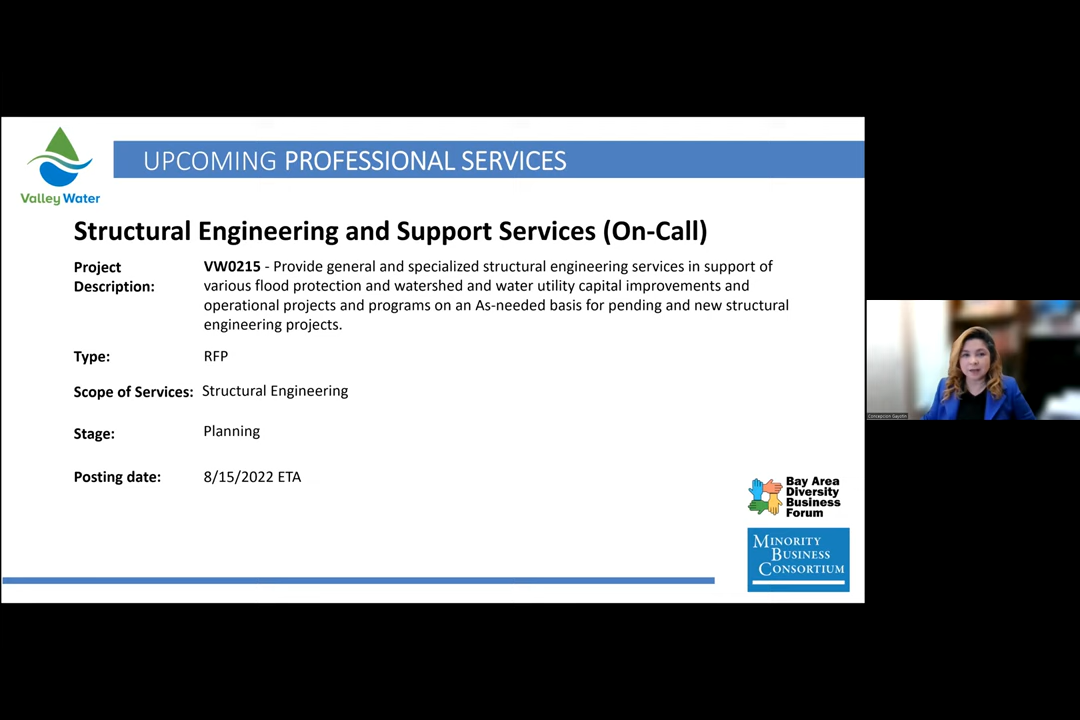 UPCOMING PROFESSIONAL SERVICES
Valley Water
Structural Engineering and Support Services (On-Call)
Project
Description:
VW0215 - Provide general and specialized structural engineering services in support of
various flood protection and watershed and water utility capital improvements and
operational projects and programs on an As-needed basis for pending and new structural
engineering projects.
Type: RFP
Scope of Services: Structural Engineering
Stage: Planning
Posting date: 8/15/2022 ETA
Bay Area
Diversity
Business
Forum
MINORITY
BUSINESS
CONSORTIUM
Concepcion Gayotin